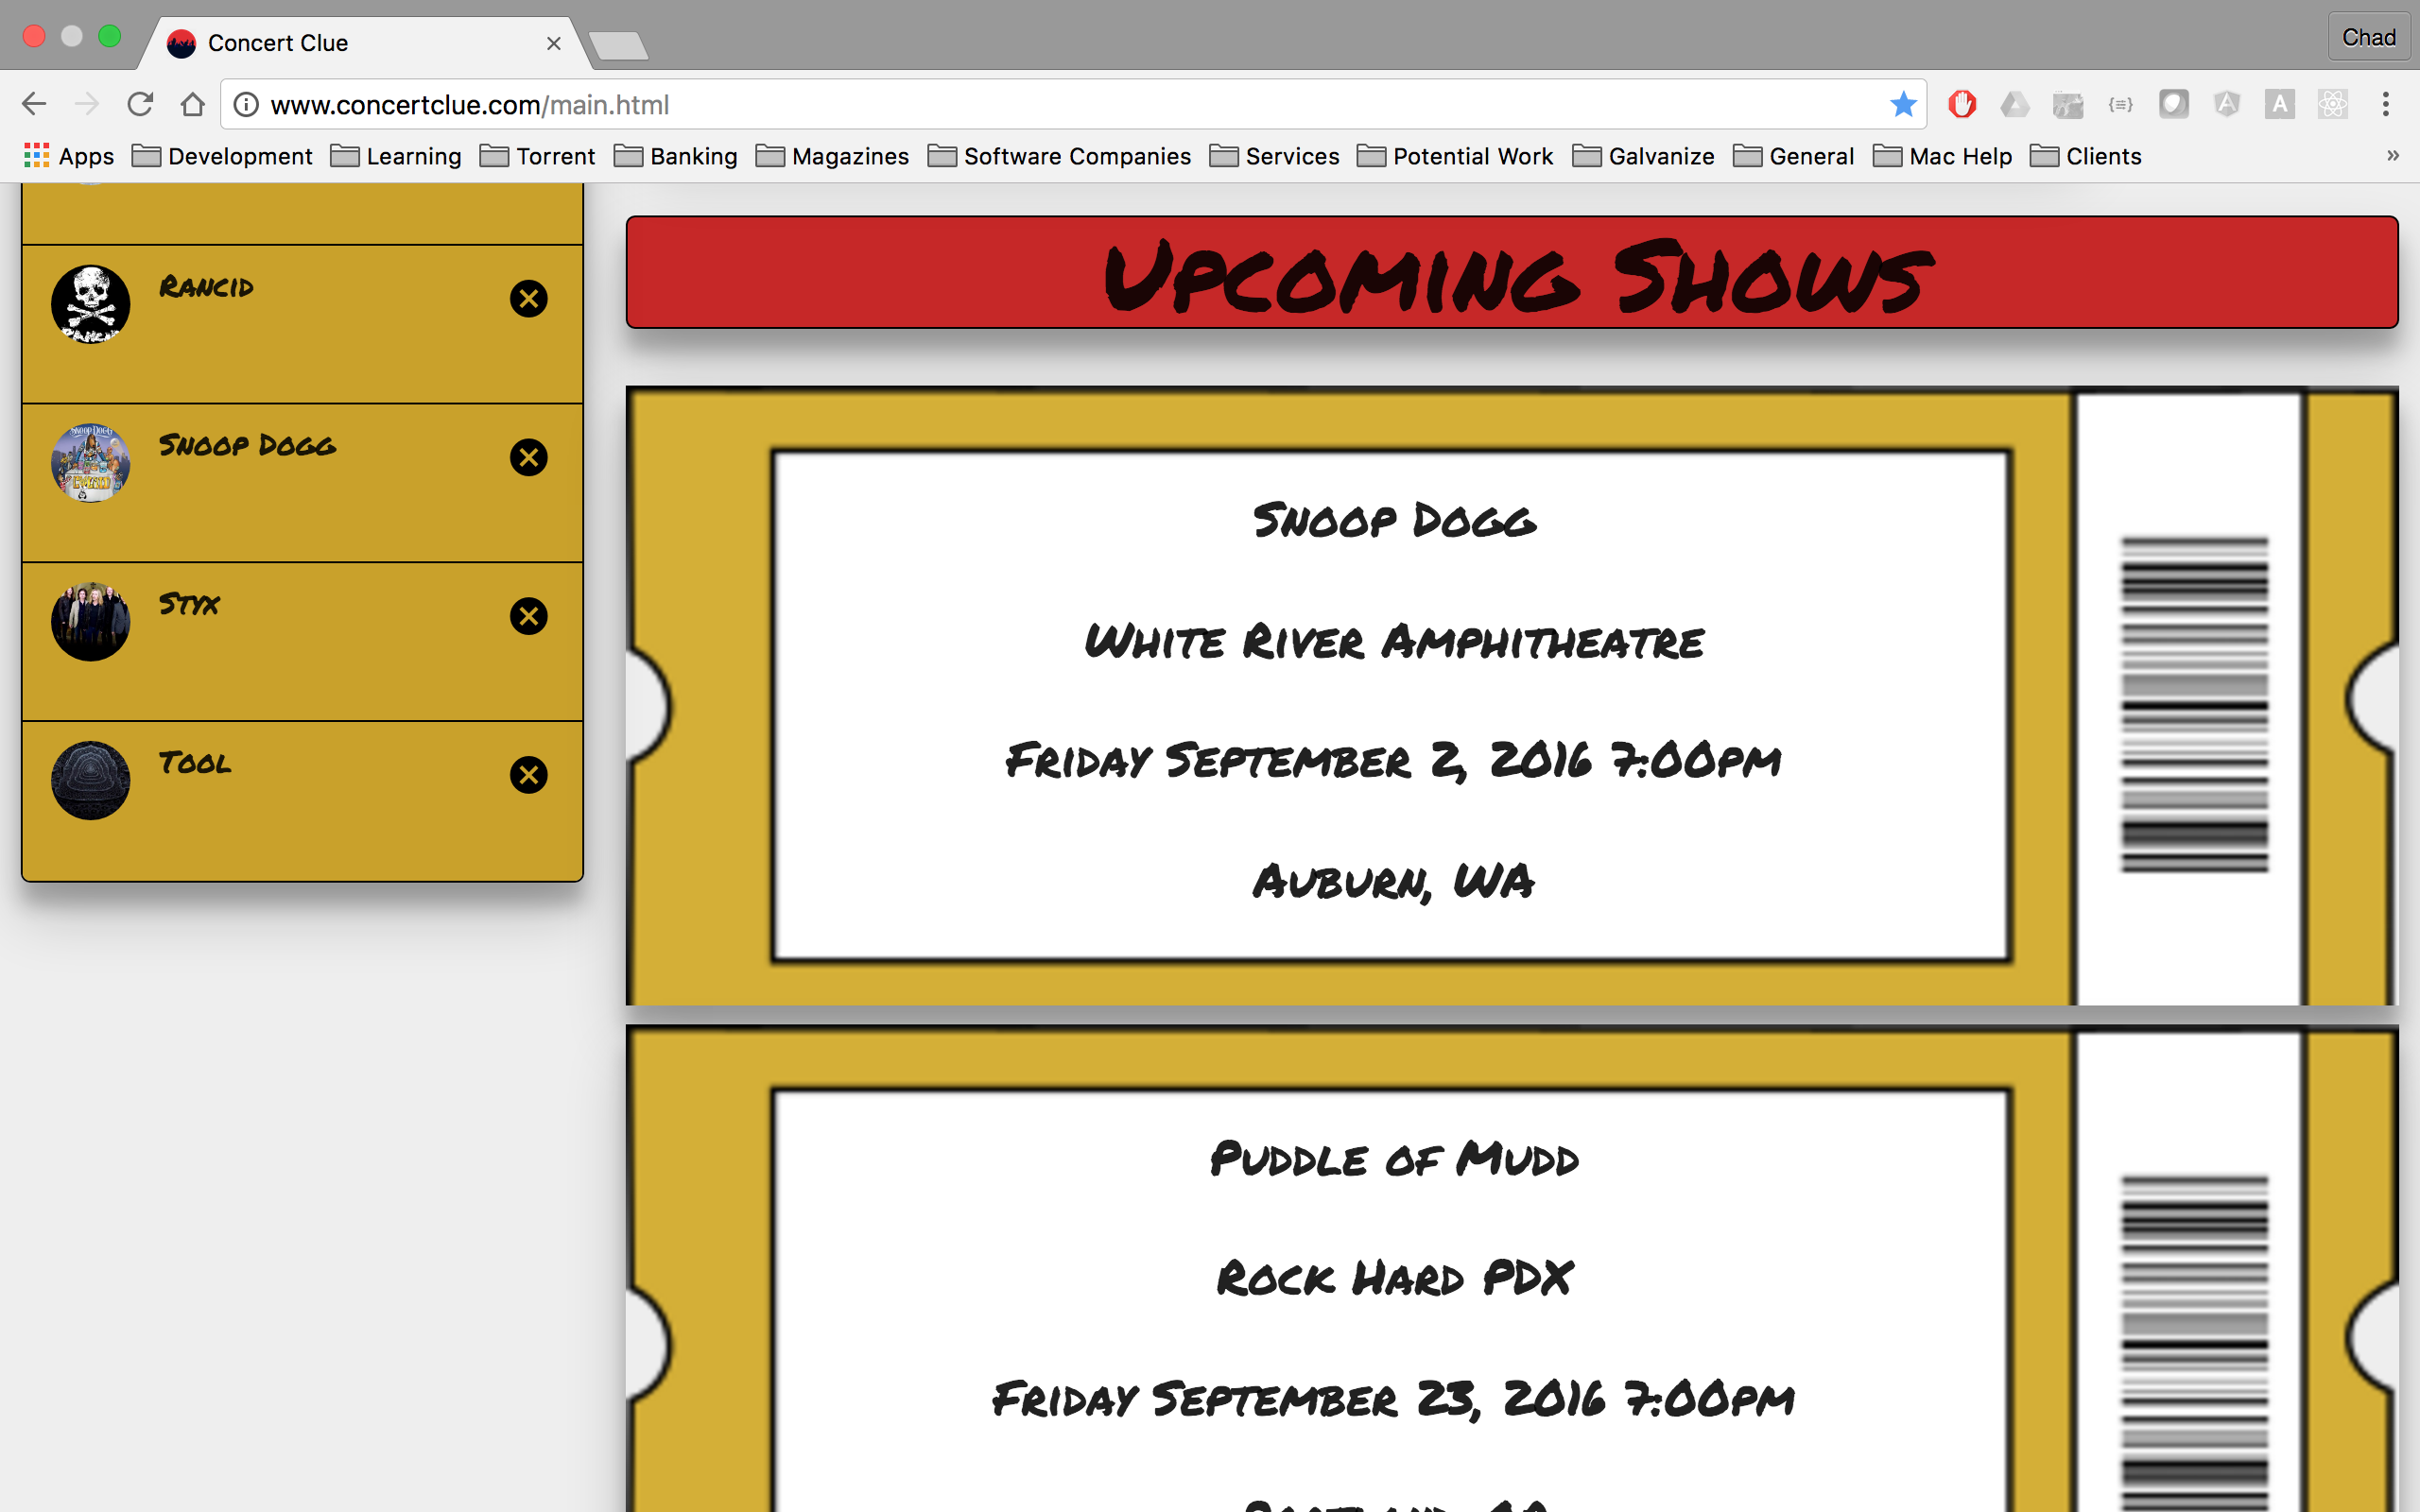 Concert Clue
Chad
www.concertclue.com/main.html
Apps Development Learning Torrent Banking Magazines Software Companies Services Potential Work Galvanize General Mac Help Clients »
Upcoming Shows
Rancid
Snoop Dogg
Styx
Tool
Snoop Dogg
White River Amphitheatre
Friday September 2, 2016 7:00pm
Auburn, WA
Puddle of Mudd
Rock Hard PDX
Friday September 23, 2016 7:00pm